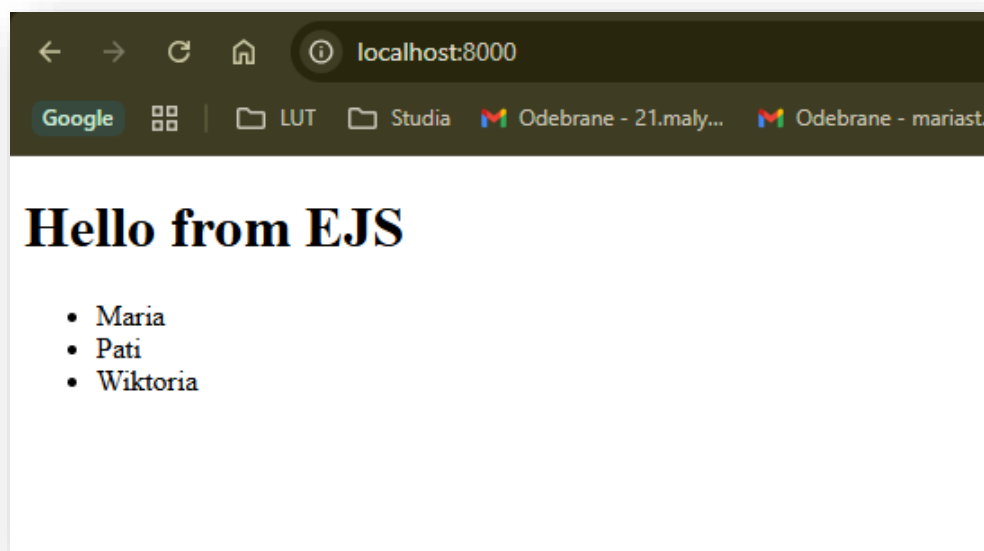 localhost:8000
Google LUT Studia Odebrane - 21.maly... Odebrane - mariast.
Hello from EJS
Maria
Pati
Wiktoria